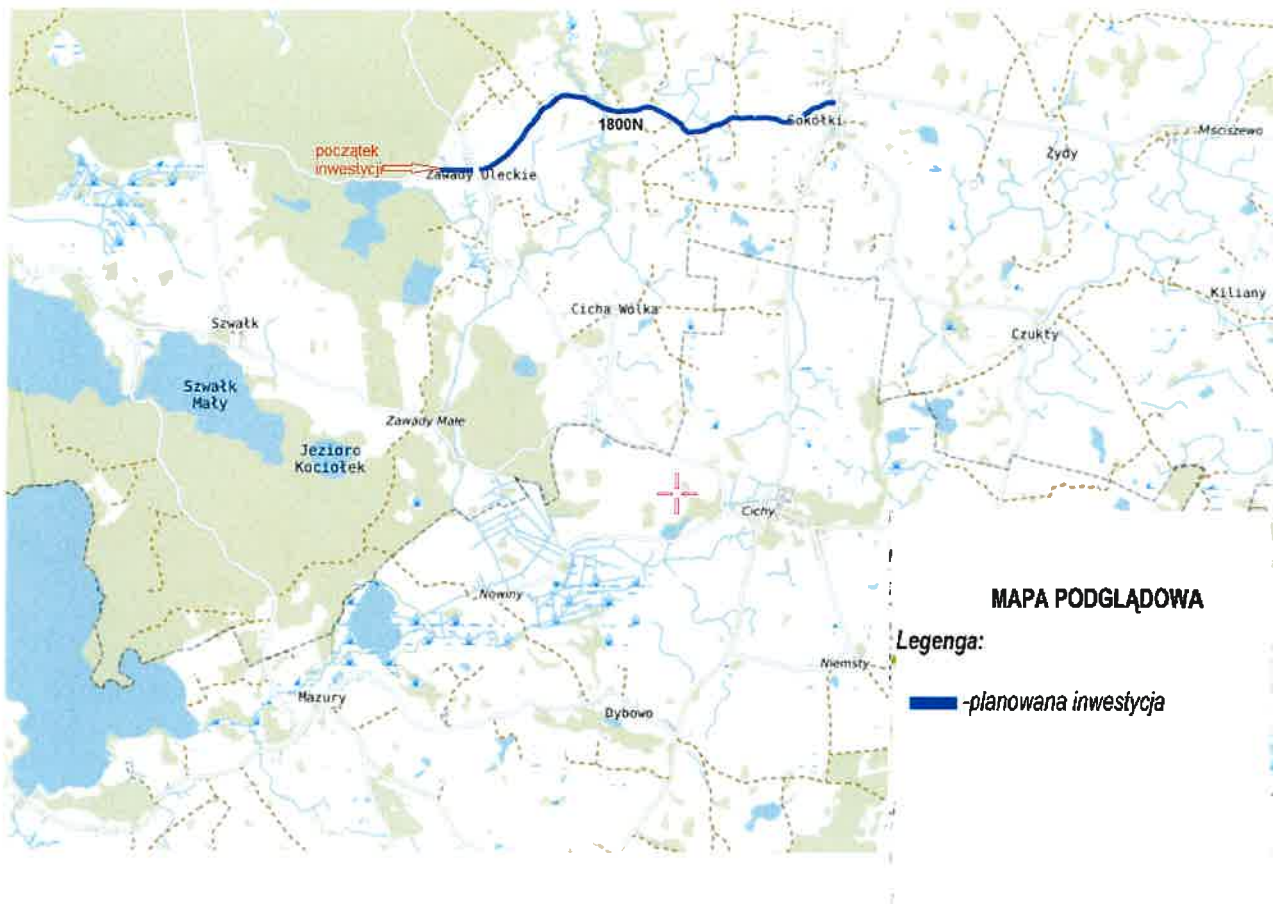 1800N
Sokółki
Mściszewo
Żydy
początek
inwestycji
Zawady Oleckie
Kiliany
Cicha Wólka
Szwałk
Czukty
Szwałk
Mały
Zawady Małe
Jezioro
Kociołek
Cichy
Nowiny
MAPA PODGLĄDOWA
Legenga:
Niemsty
Mazury
-planowana inwestycja
Dybowo